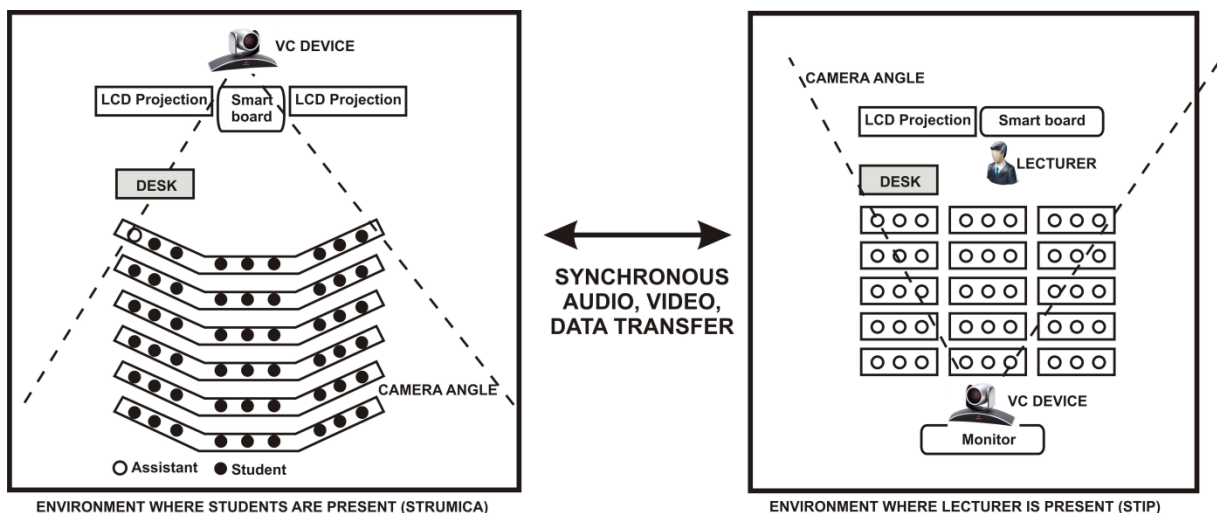 VC DEVICE
LCD Projection
Smart
board
LCD Projection
DESK
CAMERA ANGLE
Assistant
Student
ENVIRONMENT WHERE STUDENTS ARE PRESENT (STRUMICA)
SYNCHRONOUS
AUDIO, VIDEO,
DATA TRANSFER
CAMERA ANGLE
LCD Projection
Smart board
LECTURER
DESK
VC DEVICE
Monitor
ENVIRONMENT WHERE LECTURER IS PRESENT (STIP)